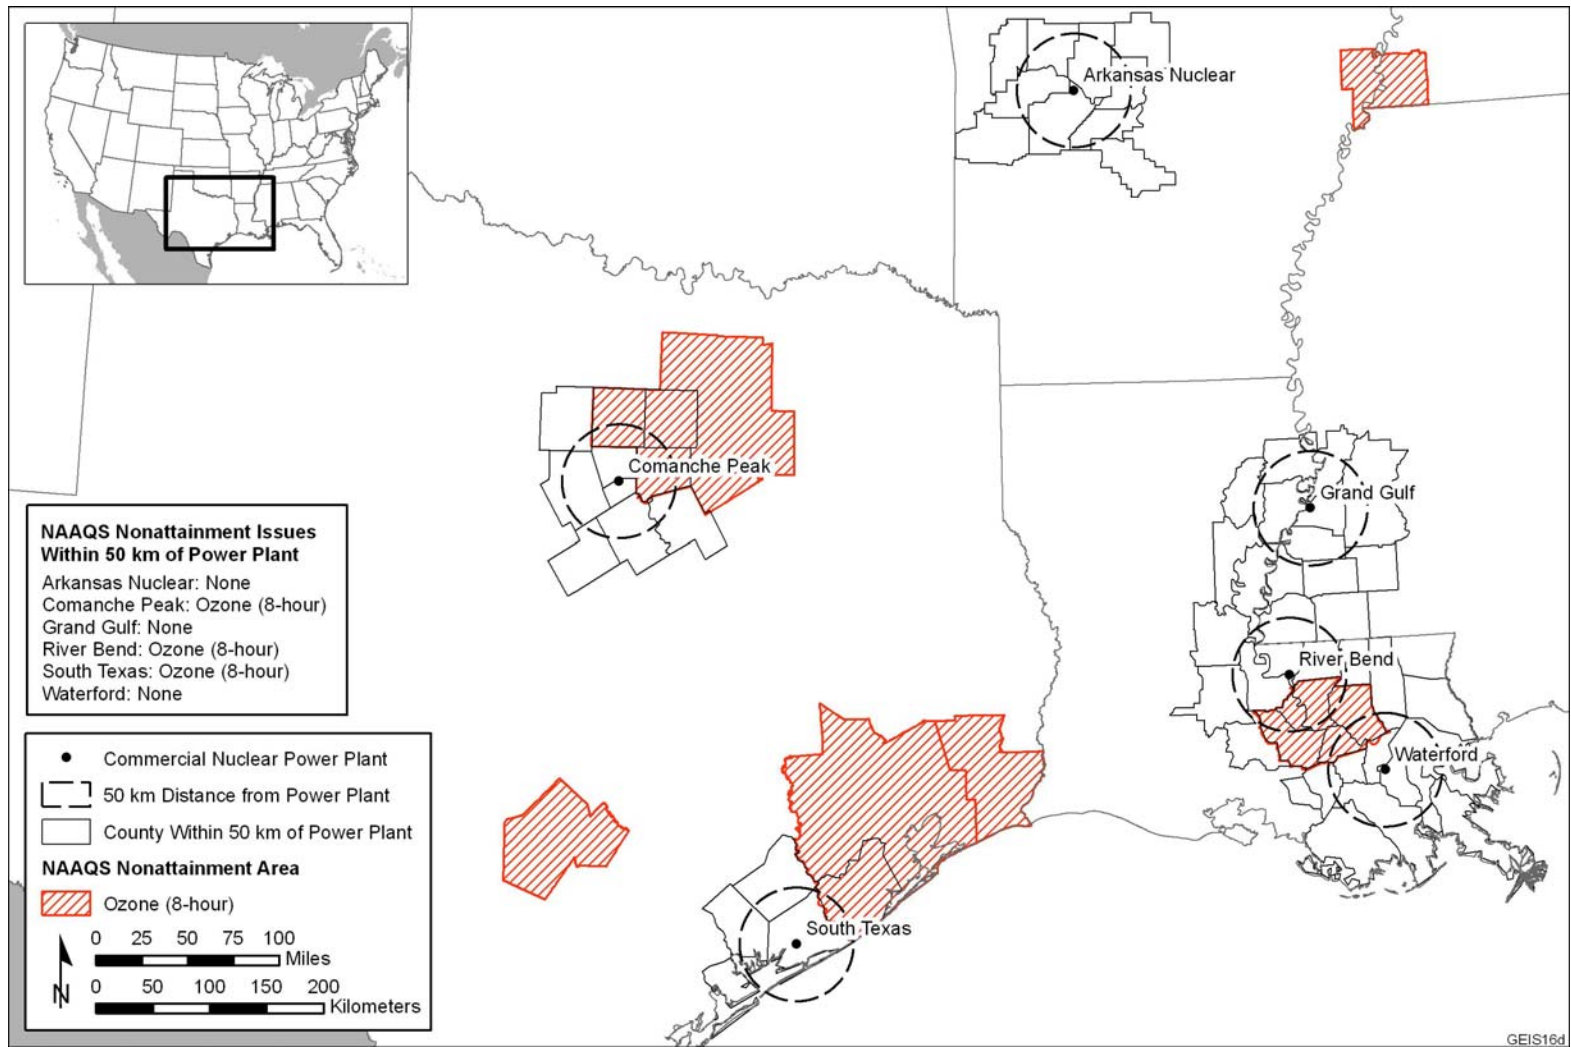 Arkansas Nuclear
Comanche Peak
Grand Gulf
NAAQS Nonattainment Issues
Within 50 km of Power Plant
Arkansas Nuclear: None
Comanche Peak: Ozone (8-hour)
Grand Gulf: None
River Bend: Ozone (8-hour)
South Texas: Ozone (8-hour)
Waterford: None
River Bend
Waterford
Commercial Nuclear Power Plant
50 km Distance from Power Plant
County Within 50 km of Power Plant
NAAQS Nonattainment Area
Ozone (8-hour)
South Texas
0 25 50 75 100
Miles
0 50 100 150 200
Kilometers
N
GEIS16d